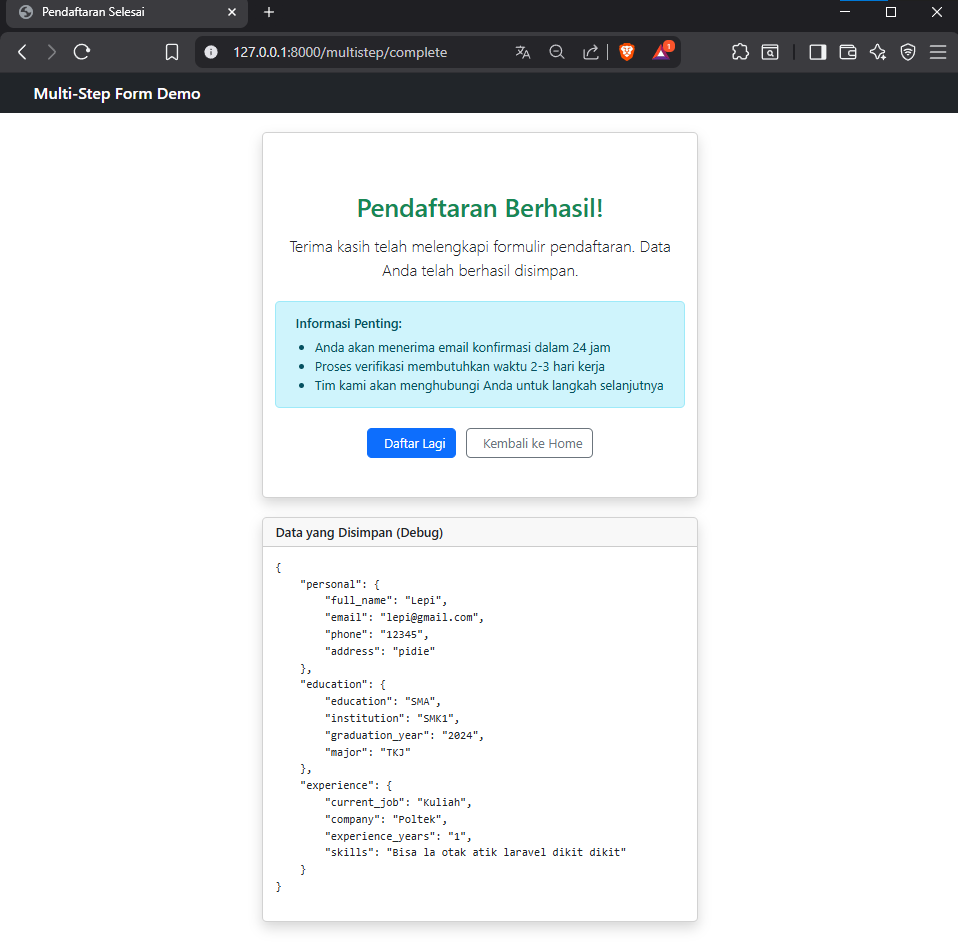 Pendaftaran Selesai
127.0.0.1:8000/multistep/complete
1
Multi-Step Form Demo
Pendaftaran Berhasil!
Terima kasih telah melengkapi formulir pendaftaran. Data
Anda telah berhasil disimpan.
Informasi Penting:
• Anda akan menerima email konfirmasi dalam 24 jam
• Proses verifikasi membutuhkan waktu 2-3 hari kerja
• Tim kami akan menghubungi Anda untuk langkah selanjutnya
Daftar Lagi Kembali ke Home
Data yang Disimpan (Debug)
{
    "personal": {
        "full_name": "Lepi",
        "email": "lepi@gmail.com",
        "phone": "12345",
        "address": "pidie"
    },
    "education": {
        "education": "SMA",
        "institution": "SMK1",
        "graduation_year": "2024",
        "major": "TKJ"
    },
    "experience": {
        "current_job": "Kuliah",
        "company": "Poltek",
        "experience_years": "1",
        "skills": "Bisa la otak atik laravel dikit dikit"
    }
}